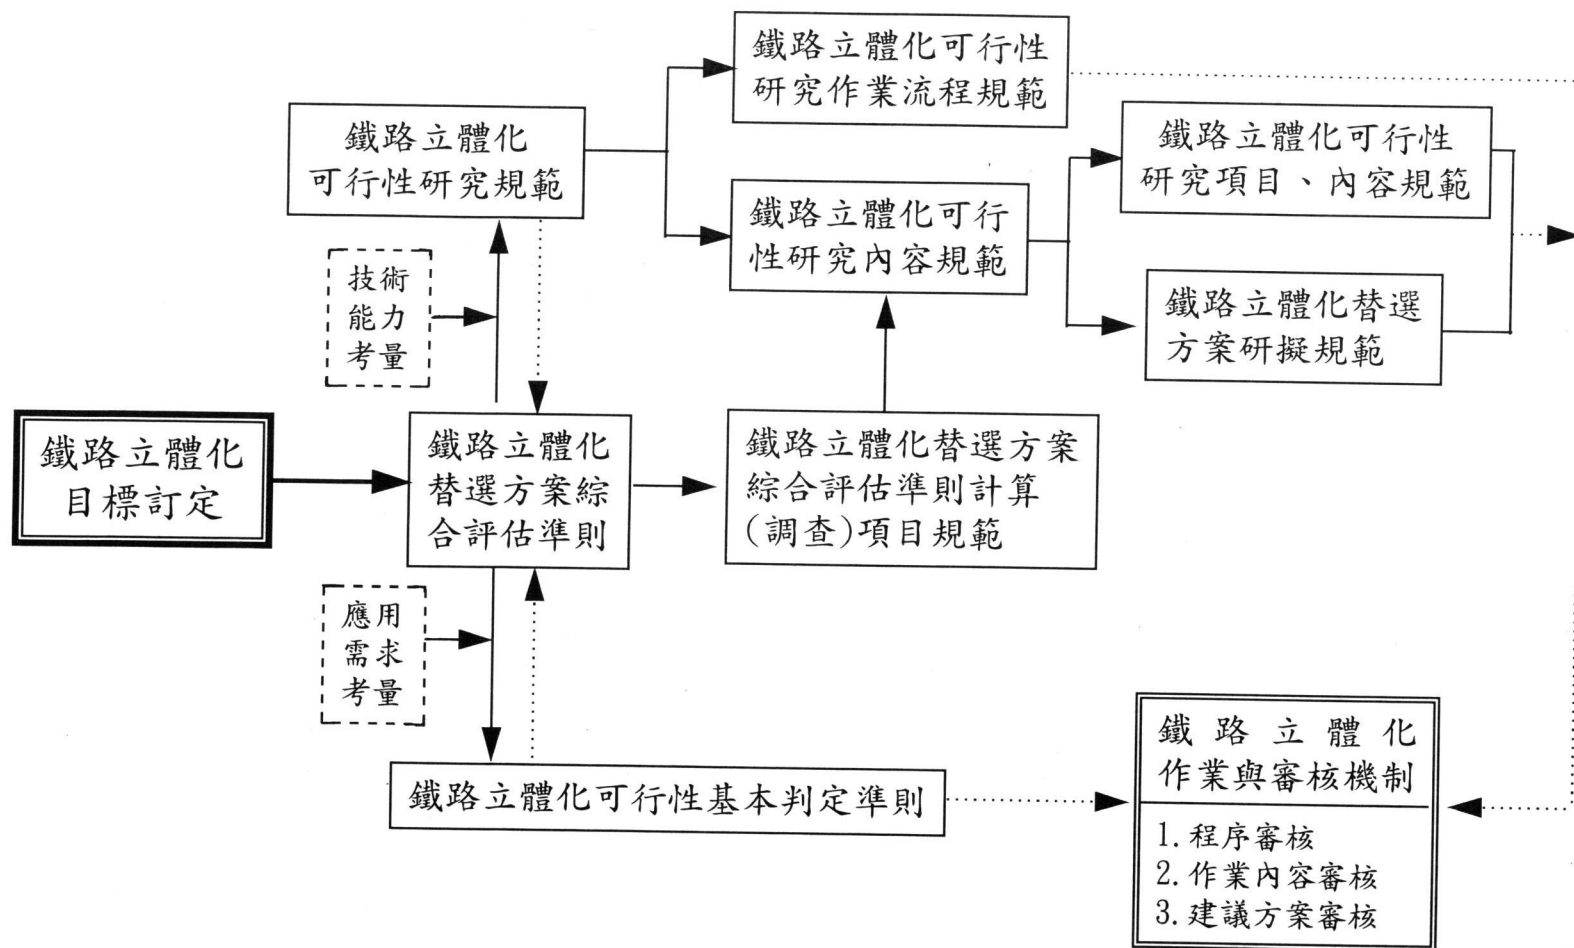 鐵路立體化可行性
研究作業流程規範
鐵路立體化
可行性研究規範
鐵路立體化可行性
研究項目、內容規範
鐵路立體化可行
性研究內容規範
技術
能力
考量
鐵路立體化替選
方案研擬規範
鐵路立體化
目標訂定
鐵路立體化
替選方案綜
合評估準則
鐵路立體化替選方案
綜合評估準則計算
(調查)項目規範
應用
需求
考量
鐵路立體化可行性基本判定準則
鐵路立體化
作業與審核機制
1.程序審核
2.作業內容審核
3.建議方案審核